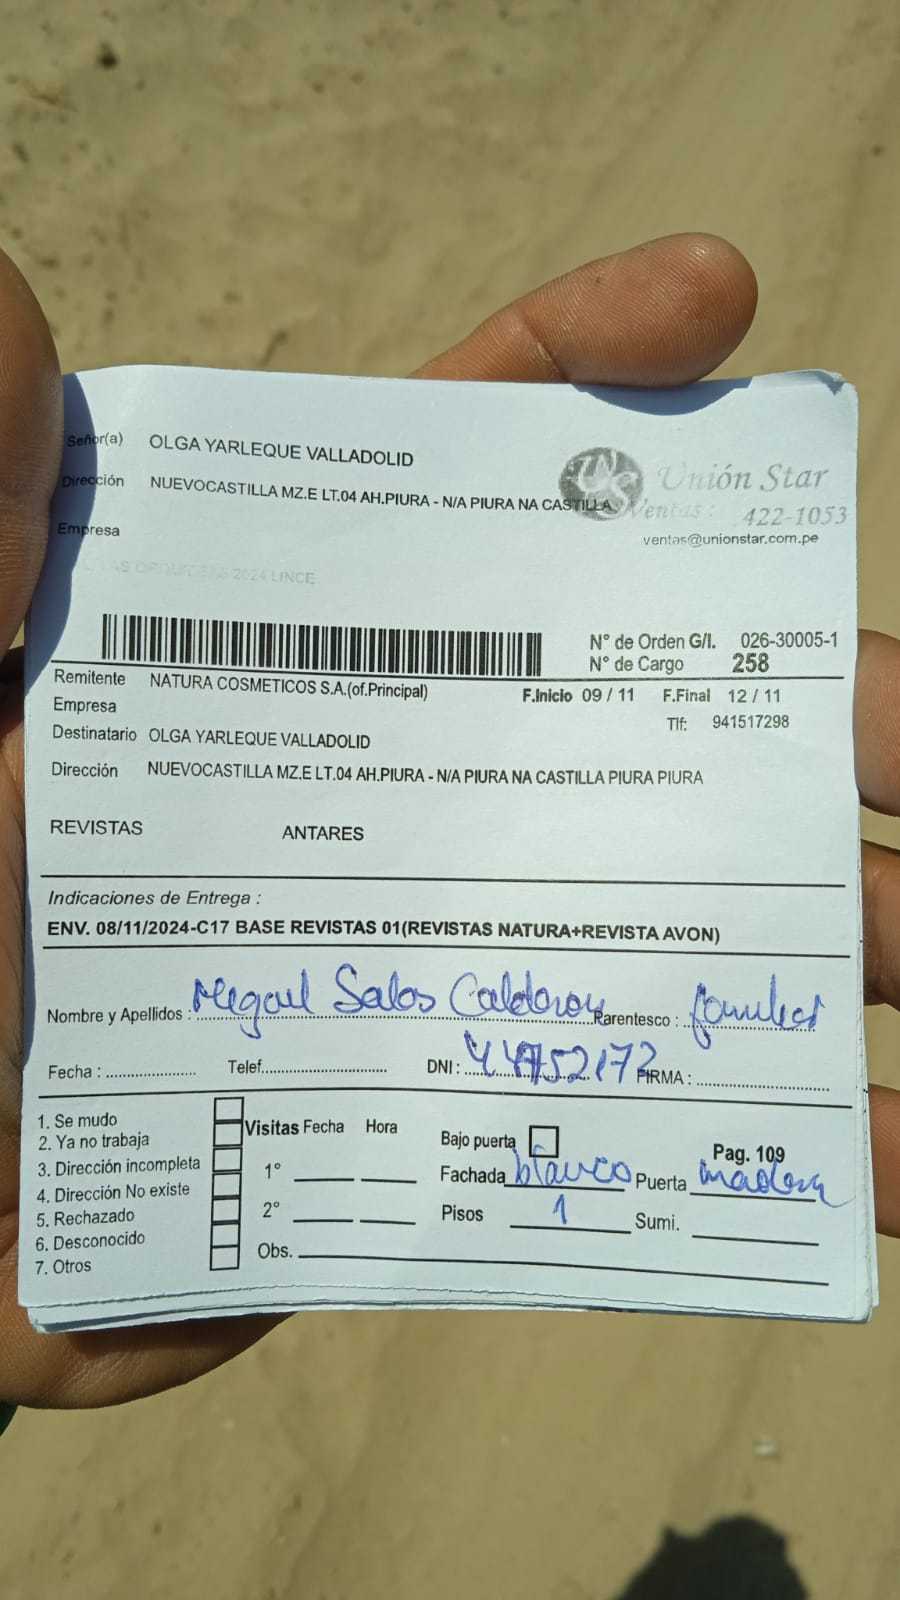 Señor(a) OLGA YARLEQUE VALLADOLID
Dirección NUEVOCASTILLA MZ.E LT.04 AH.PIURA - N/A PIURA NA CASTILLA
Unión Star
Ventas : 422-1053
ventas@unionstar.com.pe
Empresa
2024 LINCE
N° de Orden G/I. 026-30005-1
N° de Cargo 258
Remitente NATURA COSMETICOS S.A.(of.Principal)
F.Inicio 09 / 11 F.Final 12 / 11
Empresa
Tlf: 941517298
Destinatario OLGA YARLEQUE VALLADOLID
Dirección NUEVOCASTILLA MZ.E LT.04 AH.PIURA - N/A PIURA NA CASTILLA PIURA PIURA
REVISTAS ANTARES
Indicaciones de Entrega :
ENV. 08/11/2024-C17 BASE REVISTAS 01(REVISTAS NATURA+REVISTA AVON)
Nombre y Apellidos : Calderon Parentesco : familiar
Fecha : Telef. DNI : 44752172 FIRMA :
1. Se mudo
2. Ya no trabaja
3. Dirección incompleta
4. Dirección No existe
5. Rechazado
6. Desconocido
7. Otros
Visitas Fecha Hora
1°
2°
Obs.
Bajo puerta Pag. 109
Fachada blanco Puerta madera
Pisos 1 Sumi.